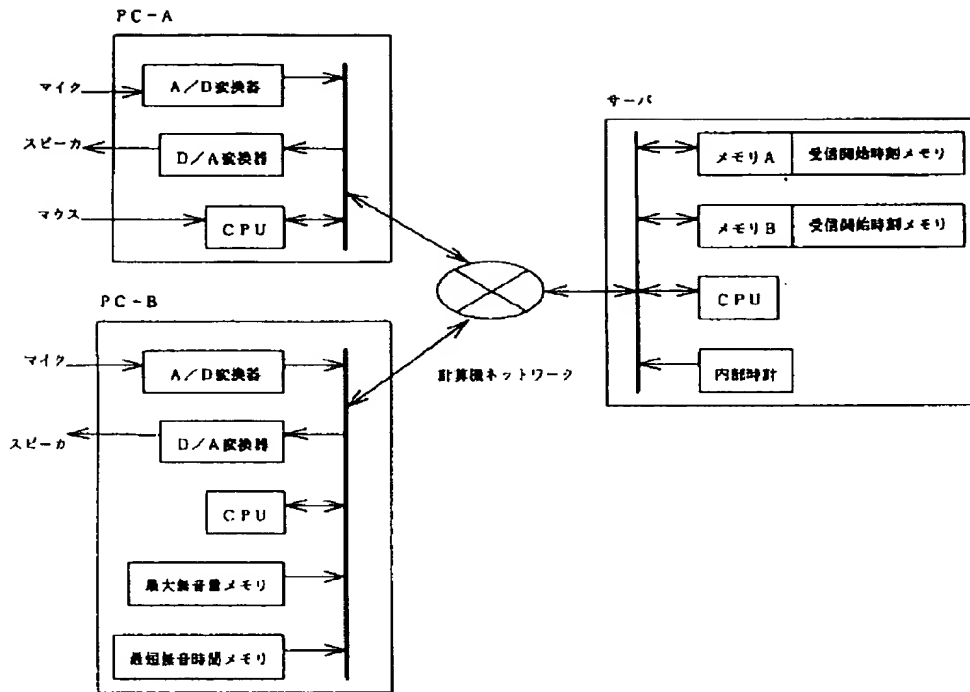 PC-A
マイク
A/D変換器
スピーカ
D/A変換器
マウス
CPU
PC-B
マイク
A/D変換器
スピーカ
D/A変換器
CPU
最大無音量メモリ
最短無音時間メモリ
計算機ネットワーク
サーバ
メモリA 受信開始時刻メモリ
メモリB 受信開始時刻メモリ
CPU
内部時計